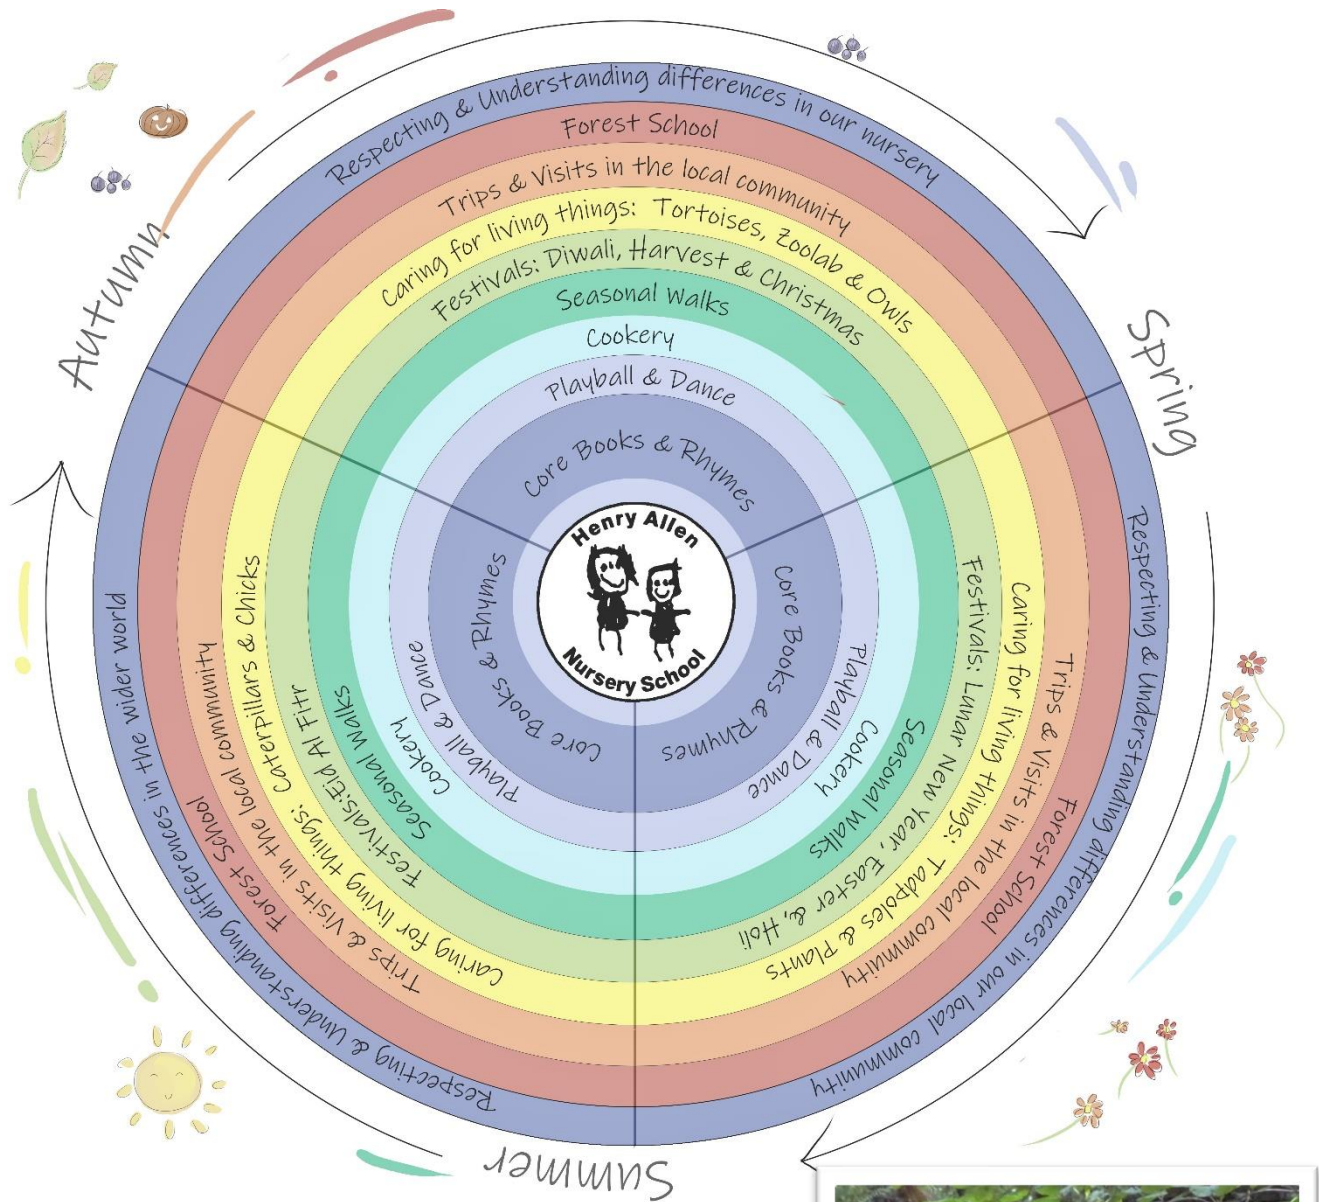 Autumn
Respecting & Understanding differences in our nursery
Forest School
Trips & Visits in the local community
Caring for living things: Tortoises, Zoolab & Owls
Festivals: Diwali, Harvest & Christmas
Seasonal Walks
Cookery
Playball & Dance
Core Books & Rhymes
Spring
Respecting & Understanding differences in our local community
Forest School
Trips & Visits in the local commuity
Caring for living things: Tadpoles & Plants
Festivals: Lunar New Year, Easter &, Holi
Seasonal Walks
Cookery
Playball & Dance
Core Books & Rhymes
Summer
Respecting & Understanding differences in the wider world
Forest School
Trips & Visits in the local community
Caring for living things: Caterpillars & Chicks
Festivals:Eid Al Fitr
Seasonal Walks
Cookery
Playball & Dance
Core Books & Rhymes
Henry Allen
Nursery School